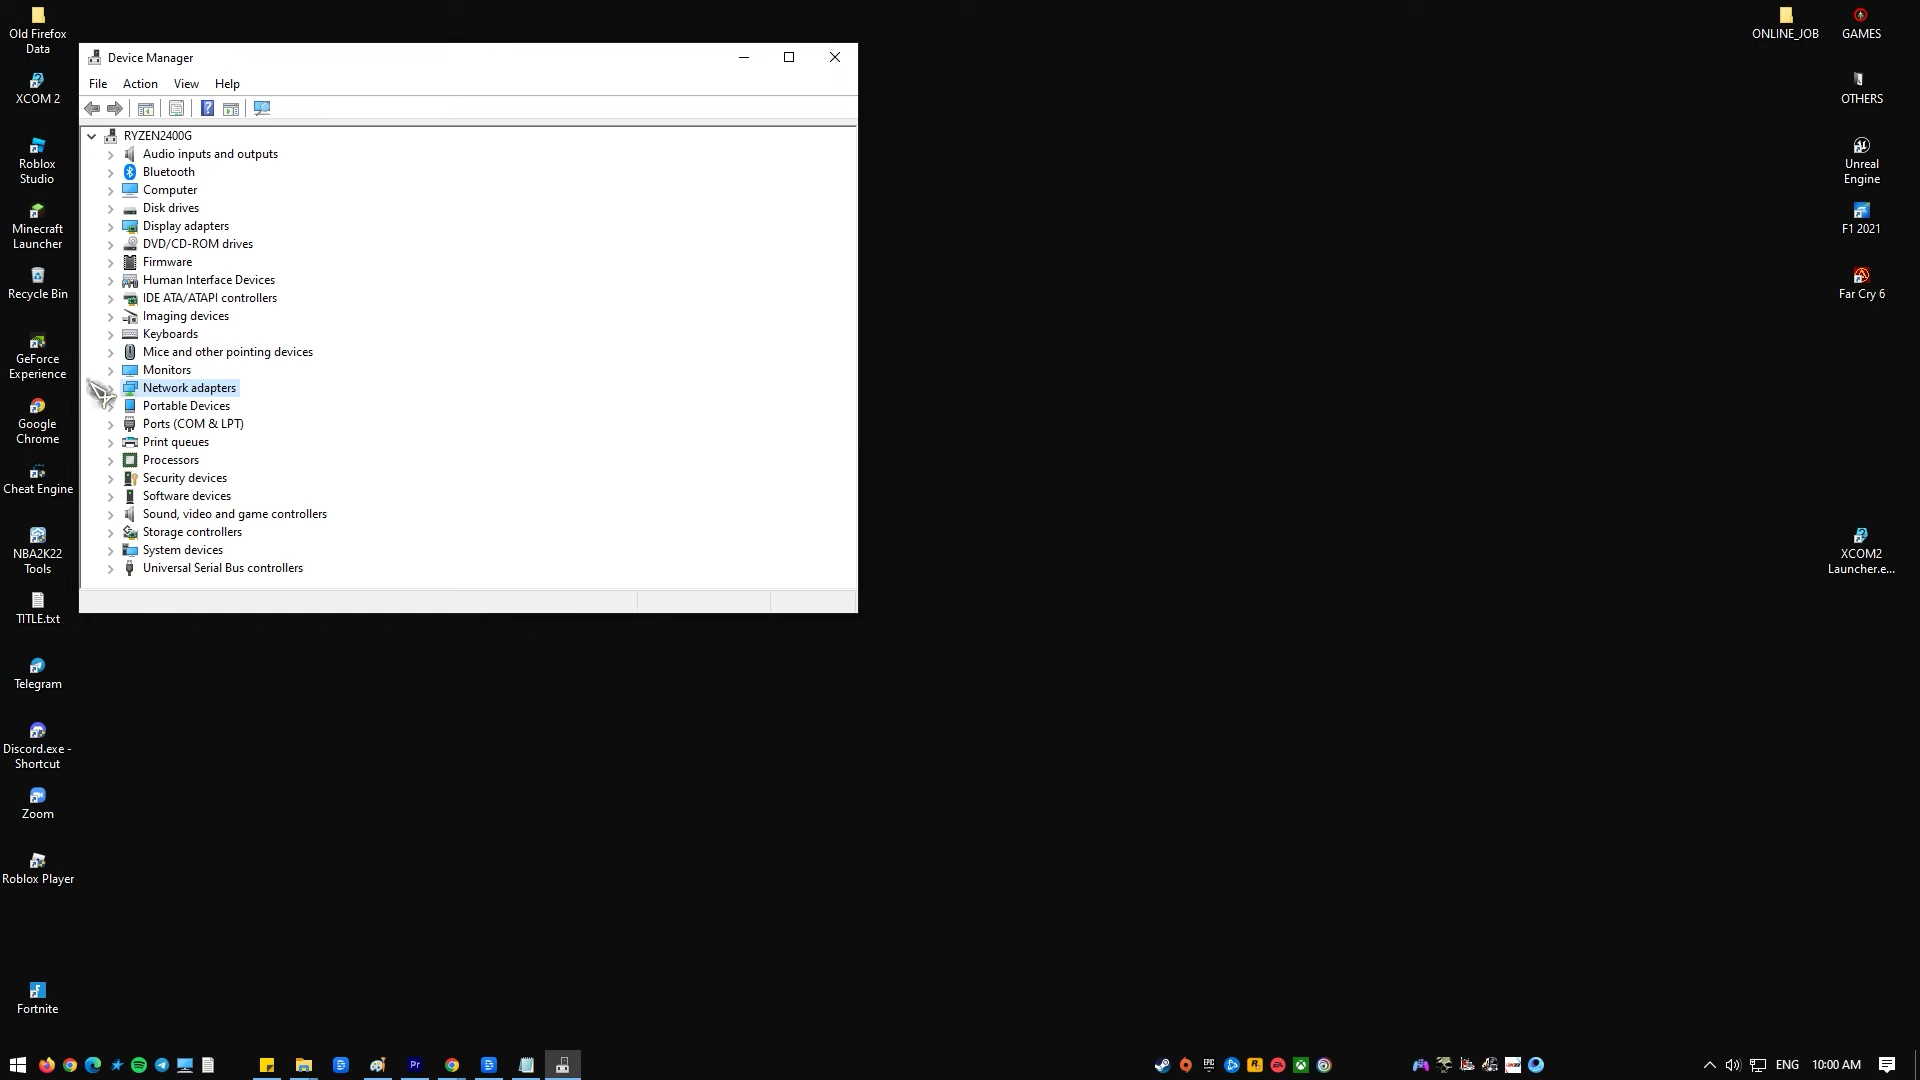 Old Firefox
Data
XCOM 2
Roblox
Studio
Minecraft
Launcher
Recycle Bin
GeForce
Experience
Google
Chrome
Cheat Engine
NBA2K22
Tools
TITLE.txt
Telegram
Discord.exe -
Shortcut
Zoom
Roblox Player
Fortnite
Device Manager
File Action View Help
RYZEN2400G
Audio inputs and outputs
Bluetooth
Computer
Disk drives
Display adapters
DVD/CD-ROM drives
Firmware
Human Interface Devices
IDE ATA/ATAPI controllers
Imaging devices
Keyboards
Mice and other pointing devices
Monitors
Network adapters
Portable Devices
Ports (COM & LPT)
Print queues
Processors
Security devices
Software devices
Sound, video and game controllers
Storage controllers
System devices
Universal Serial Bus controllers
ONLINE_JOB
GAMES
OTHERS
Unreal
Engine
F1 2021
Far Cry 6
XCOM2
Launcher.e...
Pr
EPIC
EA
ENG
10:00 AM